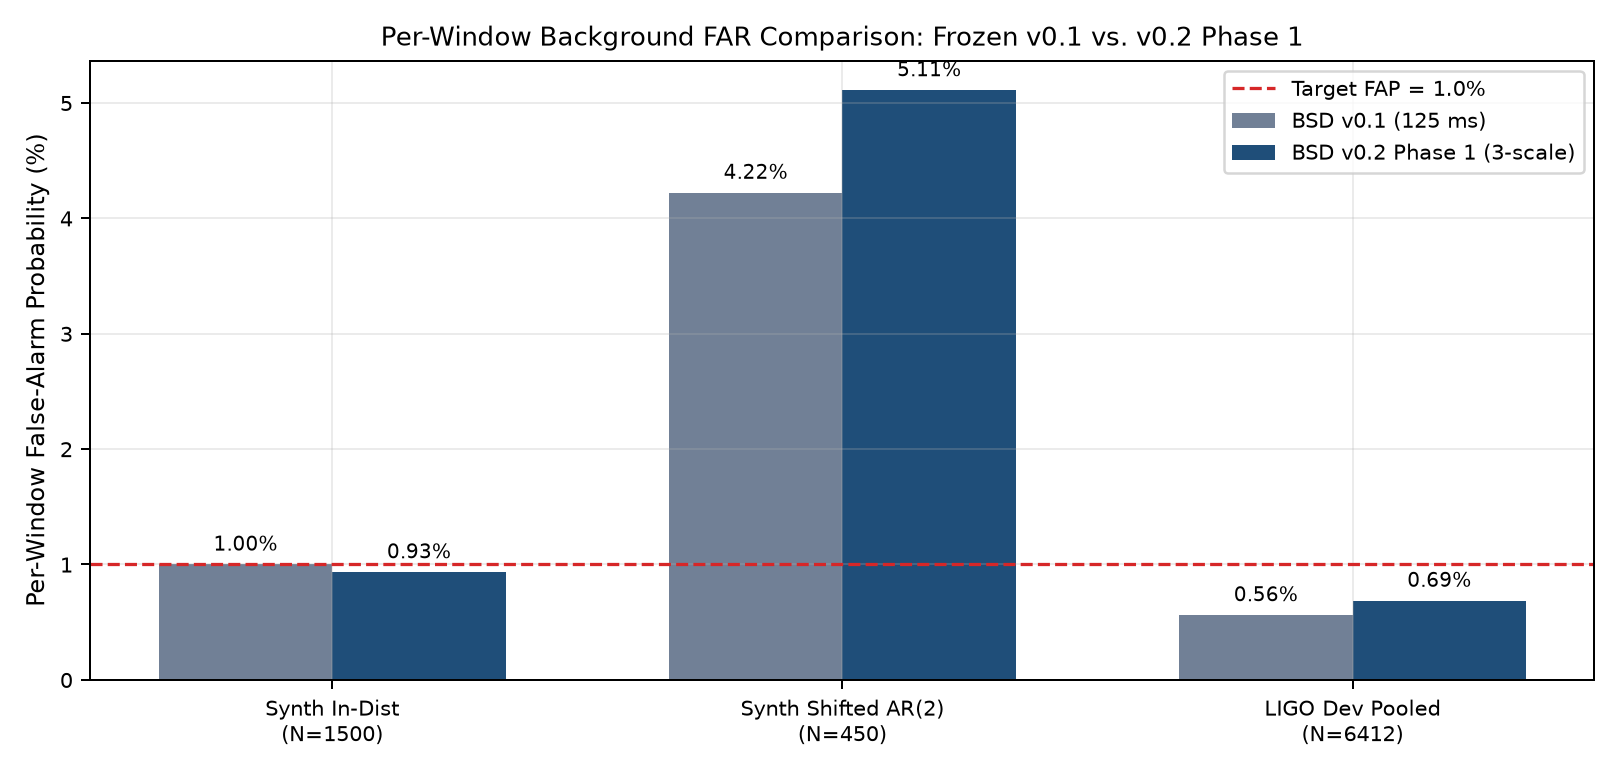 Per-Window Background FAR Comparison: Frozen v0.1 vs. v0.2 Phase 1
Per-Window False-Alarm Probability (%)
5
4
3
2
1
0
Target FAP = 1.0%
BSD v0.1 (125 ms)
BSD v0.2 Phase 1 (3-scale)
1.00%
0.93%
4.22%
5.11%
0.56%
0.69%
Synth In-Dist
(N=1500)
Synth Shifted AR(2)
(N=450)
LIGO Dev Pooled
(N=6412)